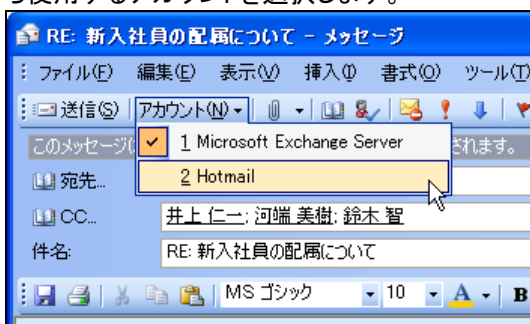 ら使用するアカウントを選択します。
RE: 新入社員の配属について - メッセージ
ファイル(F) 編集(E) 表示(V) 挿入(I) 書式(O) ツール(T)
送信(S) アカウント(N)
このメッセージ されます。
1 Microsoft Exchange Server
2 Hotmail
宛先...
CC... 井上 仁一; 河端 美樹; 鈴木 智
件名: RE: 新入社員の配属について
MS ゴシック 10 A B